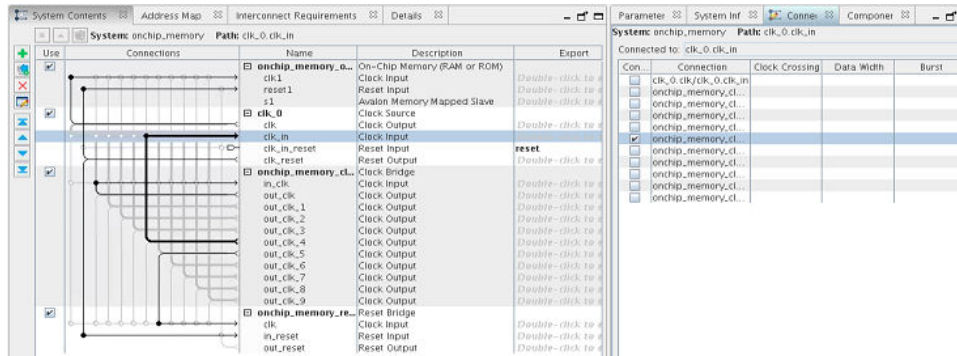 System Contents Address Map Interconnect Requirements Details
System: onchip_memory Path: clk_0.clk_in
Use Connections Name Description Export
onchip_memory_o... On-Chip Memory (RAM or ROM)
clk1 Clock Input Double-click to
reset1 Reset Input Double-click to
s1 Avalon Memory Mapped Slave Double-click to
clk_0 Clock Source
clk Clock Output Double-click to
clk_in Clock Input
clk_in_reset Reset Input reset
clk_reset Reset Output Double-click to
onchip_memory_cl... Clock Bridge
in_clk Clock Input Double-click to
out_clk Clock Output Double-click to
out_clk_1 Clock Output Double-click to
out_clk_2 Clock Output Double-click to
out_clk_3 Clock Output Double-click to
out_clk_4 Clock Output Double-click to
out_clk_5 Clock Output Double-click to
out_clk_6 Clock Output Double-click to
out_clk_7 Clock Output Double-click to
out_clk_8 Clock Output Double-click to
out_clk_9 Clock Output Double-click to
onchip_memory_re... Reset Bridge
clk Clock Input Double-click to
in_reset Reset Input Double-click to
out_reset Reset Output Double-click to
Parameter System Inf Connec Componer
System: onchip_memory Path: clk_0.clk_in
Connected to: clk_0.clk_in
Con... Connection Clock Crossing Data Width Burst
clk_0.clk/clk_0.clk_in
onchip_memory_cl...
onchip_memory_cl...
onchip_memory_cl...
onchip_memory_cl...
onchip_memory_cl...
onchip_memory_cl...
onchip_memory_cl...
onchip_memory_cl...
onchip_memory_cl...
onchip_memory_cl...